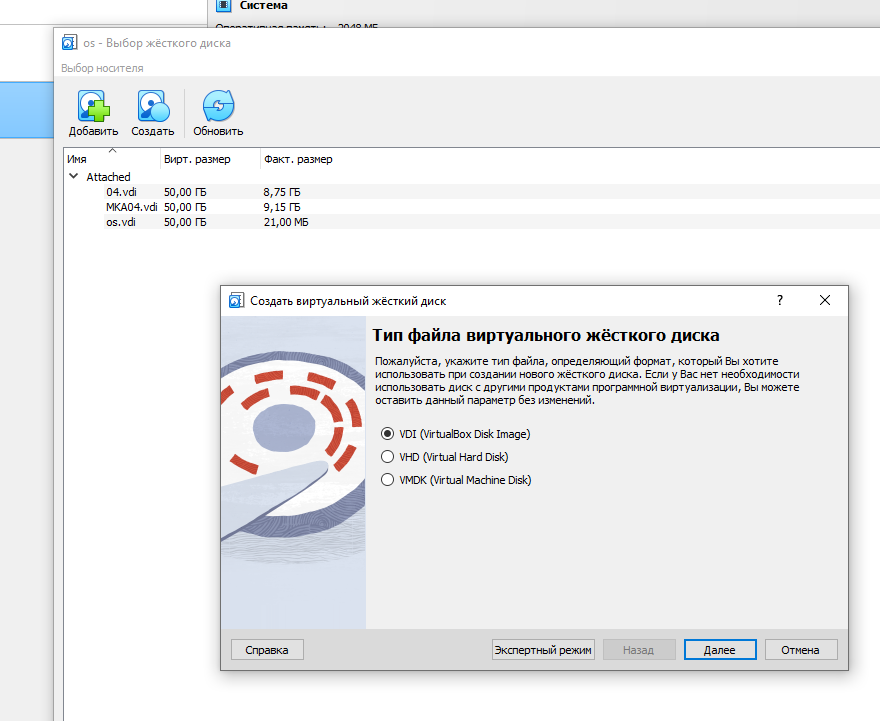 Система
Оперативная память: 2048 МБ
os - Выбор жёсткого диска
Выбор носителя
Добавить Создать Обновить
Имя Вирт. размер Факт. размер
Attached
04.vdi 50,00 ГБ 8,75 ГБ
MKA04.vdi 50,00 ГБ 9,15 ГБ
os.vdi 50,00 ГБ 21,00 МБ
Создать виртуальный жёсткий диск ?
Тип файла виртуального жёсткого диска
Пожалуйста, укажите тип файла, определяющий формат, который Вы хотите
использовать при создании нового жёсткого диска. Если у Вас нет необходимости
использовать диск с другими продуктами программной виртуализации, Вы можете
оставить данный параметр без изменений.
VDI (VirtualBox Disk Image)
VHD (Virtual Hard Disk)
VMDK (Virtual Machine Disk)
Справка Экспертный режим Назад Далее Отмена